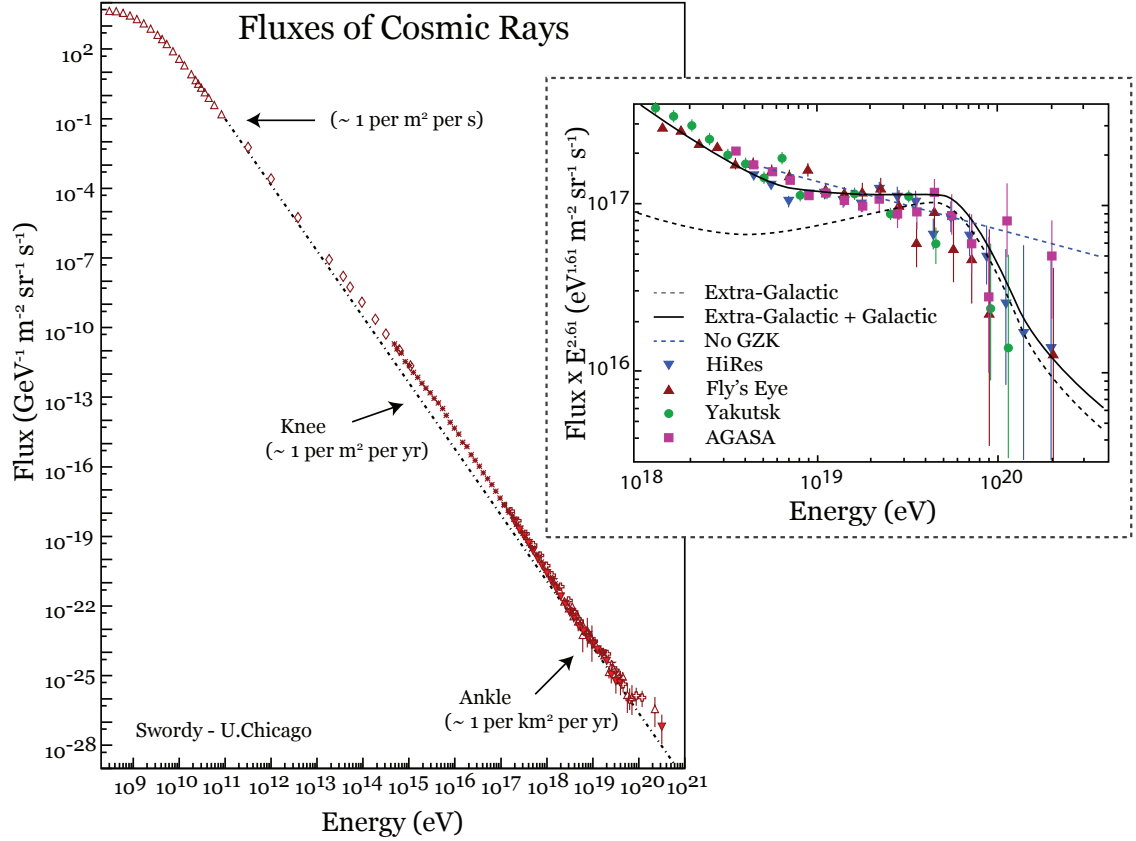 Fluxes of Cosmic Rays
Flux (GeV⁻¹ m⁻² sr⁻¹ s⁻¹)
10²
10⁻¹
10⁻⁴
10⁻⁷
10⁻¹⁰
10⁻¹³
10⁻¹⁶
10⁻¹⁹
10⁻²²
10⁻²⁵
10⁻²⁸
(~ 1 per m² per s)
Knee
(~ 1 per m² per yr)
Ankle
(~ 1 per km² per yr)
Swordy - U.Chicago
10⁹ 10¹⁰ 10¹¹ 10¹² 10¹³ 10¹⁴ 10¹⁵ 10¹⁶ 10¹⁷ 10¹⁸ 10¹⁹ 10²⁰ 10²¹
Energy (eV)
Flux x E²·⁶¹ (eV¹·⁶¹ m⁻² sr⁻¹ s⁻¹)
10¹⁷
10¹⁶
Extra-Galactic
Extra-Galactic + Galactic
No GZK
HiRes
Fly's Eye
Yakutsk
AGASA
10¹⁸ 10¹⁹ 10²⁰
Energy (eV)